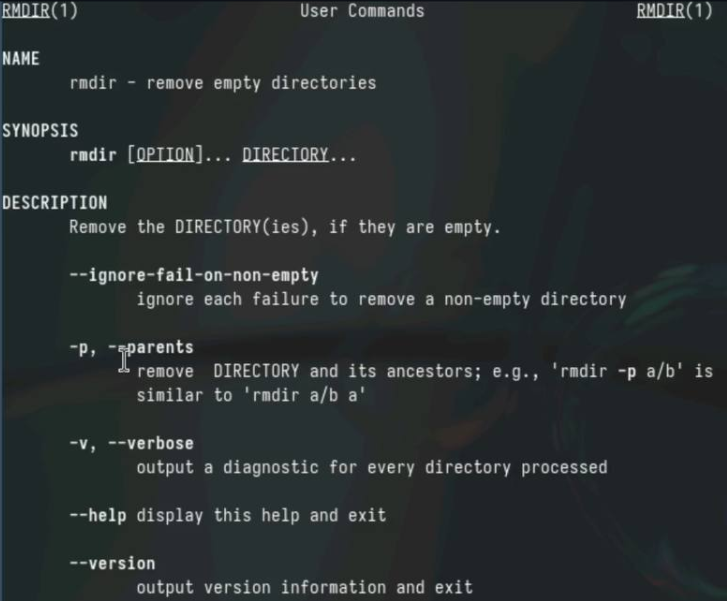 RMDIR(1) User Commands RMDIR(1)
NAME
rmdir - remove empty directories
SYNOPSIS
rmdir [OPTION]... DIRECTORY...
DESCRIPTION
Remove the DIRECTORY(ies), if they are empty.
--ignore-fail-on-non-empty
ignore each failure to remove a non-empty directory
-p, --parents
remove  DIRECTORY and its ancestors; e.g., 'rmdir -p a/b' is
similar to 'rmdir a/b a'
-v, --verbose
output a diagnostic for every directory processed
--help display this help and exit
--version
output version information and exit